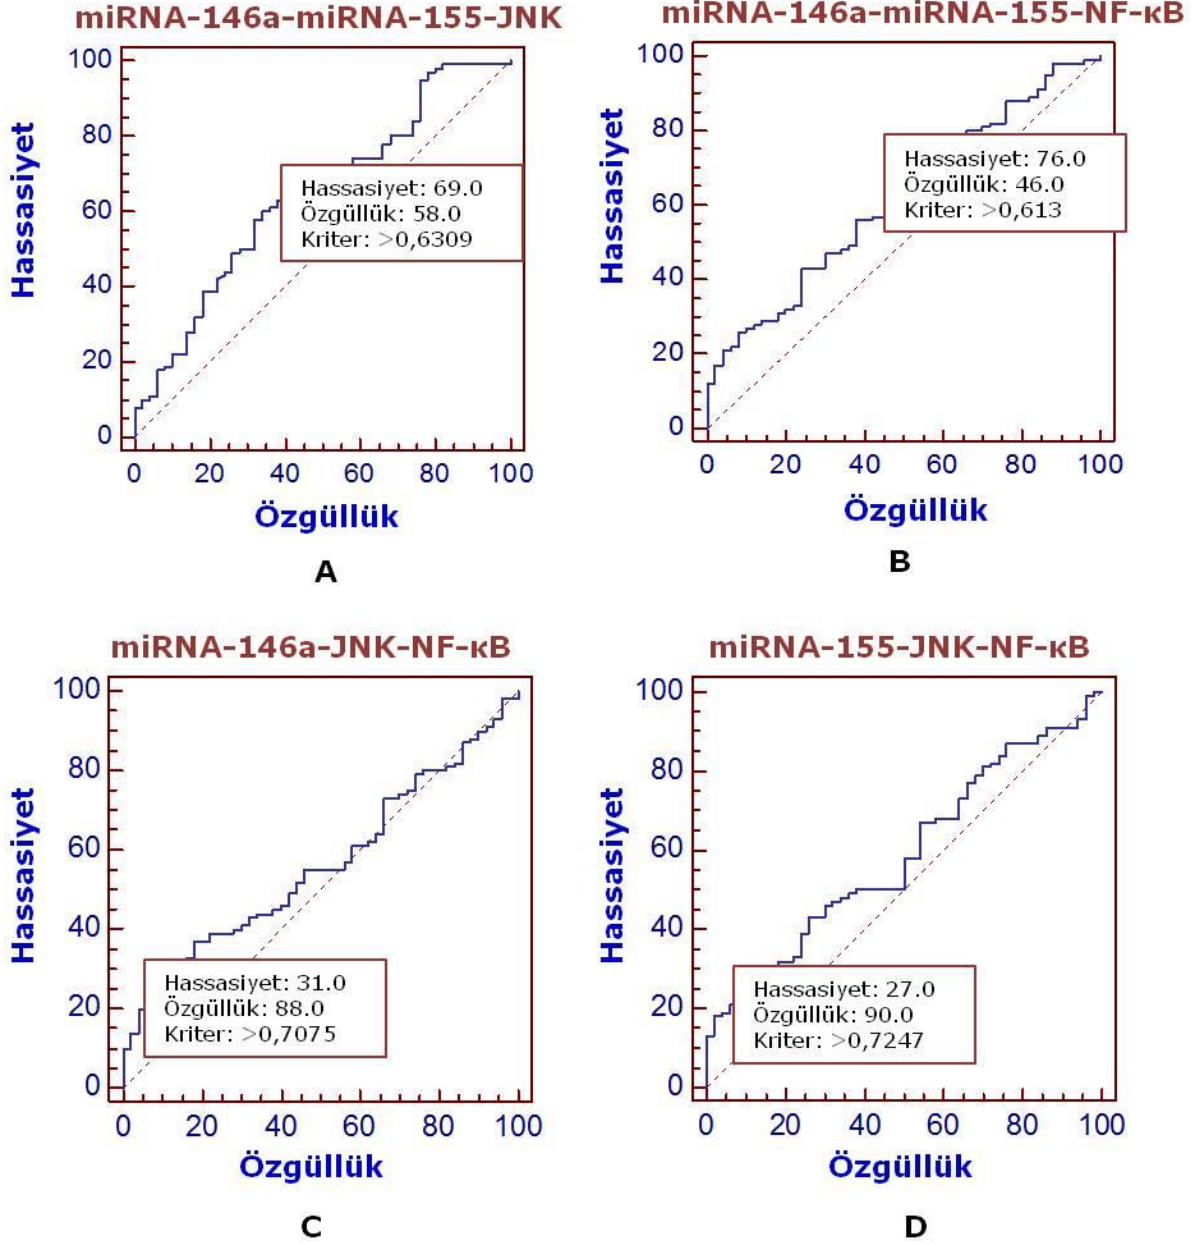 miRNA-146a-miRNA-155-JNK
100
80
60
40
20
0
Hassasiyet
Hassasiyet: 69.0
Özgüllük: 58.0
Kriter: >0,6309
0 20 40 60 80 100
Özgüllük
A
miRNA-146a-miRNA-155-NF-κB
100
80
60
40
20
0
Hassasiyet
Hassasiyet: 76.0
Özgüllük: 46.0
Kriter: >0,613
0 20 40 60 80 100
Özgüllük
B
miRNA-146a-JNK-NF-κB
100
80
60
40
20
0
Hassasiyet
Hassasiyet: 31.0
Özgüllük: 88.0
Kriter: >0,7075
0 20 40 60 80 100
Özgüllük
C
miRNA-155-JNK-NF-κB
100
80
60
40
20
0
Hassasiyet
Hassasiyet: 27.0
Özgüllük: 90.0
Kriter: >0,7247
0 20 40 60 80 100
Özgüllük
D